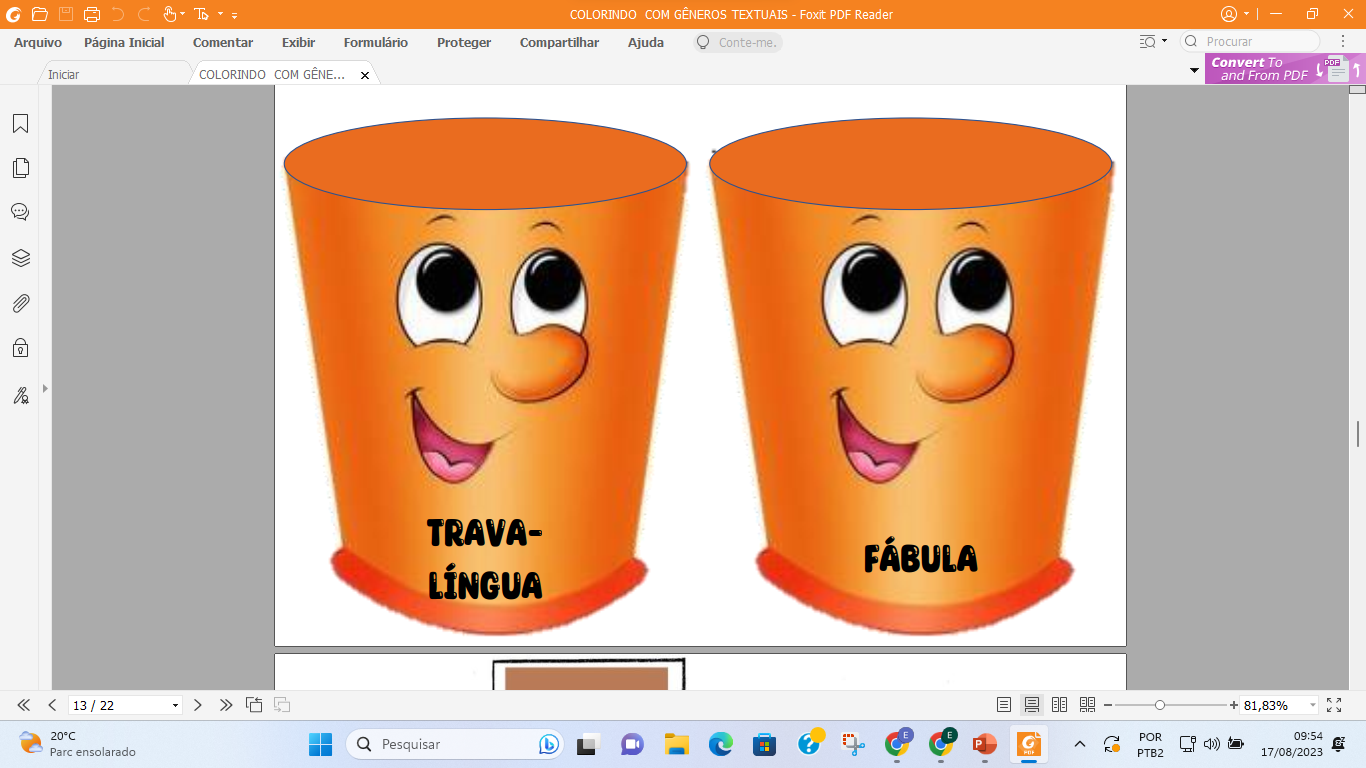 COLORINDO COM GÊNEROS TEXTUAIS - Foxit PDF Reader
Arquivo Página Inicial Comentar Exibir Formulário Proteger Compartilhar Ajuda Conte-me. Procurar
Iniciar COLORINDO COM GÊNE... Convert To
and From PDF
PDF
TRAVA-
LÍNGUA
FÁBULA
13 / 22 81,83%
20°C
Parc ensolarado
Pesquisar
POR
PTB2
09:54
17/08/2023